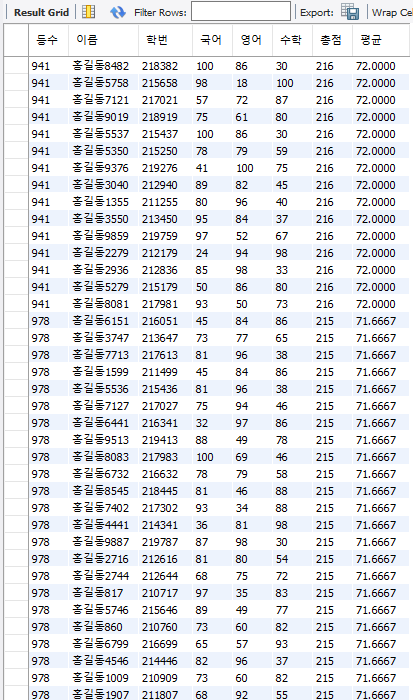 Result Grid Filter Rows: Export: Wrap Cel
등수 이름 학번 국어 영어 수학 총점 평균
941 홍길동8482 218382 100 86 30 216 72.0000
941 홍길동5758 215658 98 18 100 216 72.0000
941 홍길동7121 217021 57 72 87 216 72.0000
941 홍길동9019 218919 75 61 80 216 72.0000
941 홍길동5537 215437 100 86 30 216 72.0000
941 홍길동5350 215250 78 79 59 216 72.0000
941 홍길동9376 219276 41 100 75 216 72.0000
941 홍길동3040 212940 89 82 45 216 72.0000
941 홍길동1355 211255 80 96 40 216 72.0000
941 홍길동3550 213450 95 84 37 216 72.0000
941 홍길동9859 219759 97 52 67 216 72.0000
941 홍길동2279 212179 24 94 98 216 72.0000
941 홍길동2936 212836 85 98 33 216 72.0000
941 홍길동5279 215179 50 86 80 216 72.0000
941 홍길동8081 217981 93 50 73 216 72.0000
978 홍길동6151 216051 45 84 86 215 71.6667
978 홍길동3747 213647 73 77 65 215 71.6667
978 홍길동7713 217613 81 96 38 215 71.6667
978 홍길동1599 211499 45 84 86 215 71.6667
978 홍길동5536 215436 81 96 38 215 71.6667
978 홍길동7127 217027 75 94 46 215 71.6667
978 홍길동6441 216341 32 97 86 215 71.6667
978 홍길동9513 219413 88 49 78 215 71.6667
978 홍길동8083 217983 100 69 46 215 71.6667
978 홍길동6732 216632 78 79 58 215 71.6667
978 홍길동8545 218445 81 46 88 215 71.6667
978 홍길동7402 217302 93 34 88 215 71.6667
978 홍길동4441 214341 36 81 98 215 71.6667
978 홍길동9887 219787 87 98 30 215 71.6667
978 홍길동2716 212616 81 80 54 215 71.6667
978 홍길동2744 212644 68 75 72 215 71.6667
978 홍길동817 210717 97 35 83 215 71.6667
978 홍길동5746 215646 89 49 77 215 71.6667
978 홍길동860 210760 73 60 82 215 71.6667
978 홍길동6799 216699 65 57 93 215 71.6667
978 홍길동4546 214446 82 96 37 215 71.6667
978 홍길동1009 210909 73 60 82 215 71.6667
978 홍길동1907 211807 68 92 55 215 71.6667